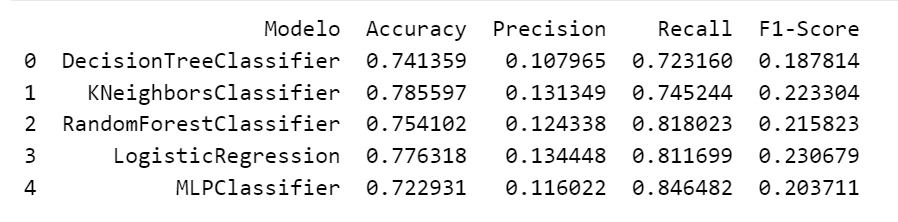 Modelo Accuracy Precision Recall F1-Score
0 DecisionTreeClassifier 0.741359 0.107965 0.723160 0.187814
1 KNeighborsClassifier 0.785597 0.131349 0.745244 0.223304
2 RandomForestClassifier 0.754102 0.124338 0.818023 0.215823
3 LogisticRegression 0.776318 0.134448 0.811699 0.230679
4 MLPClassifier 0.722931 0.116022 0.846482 0.203711